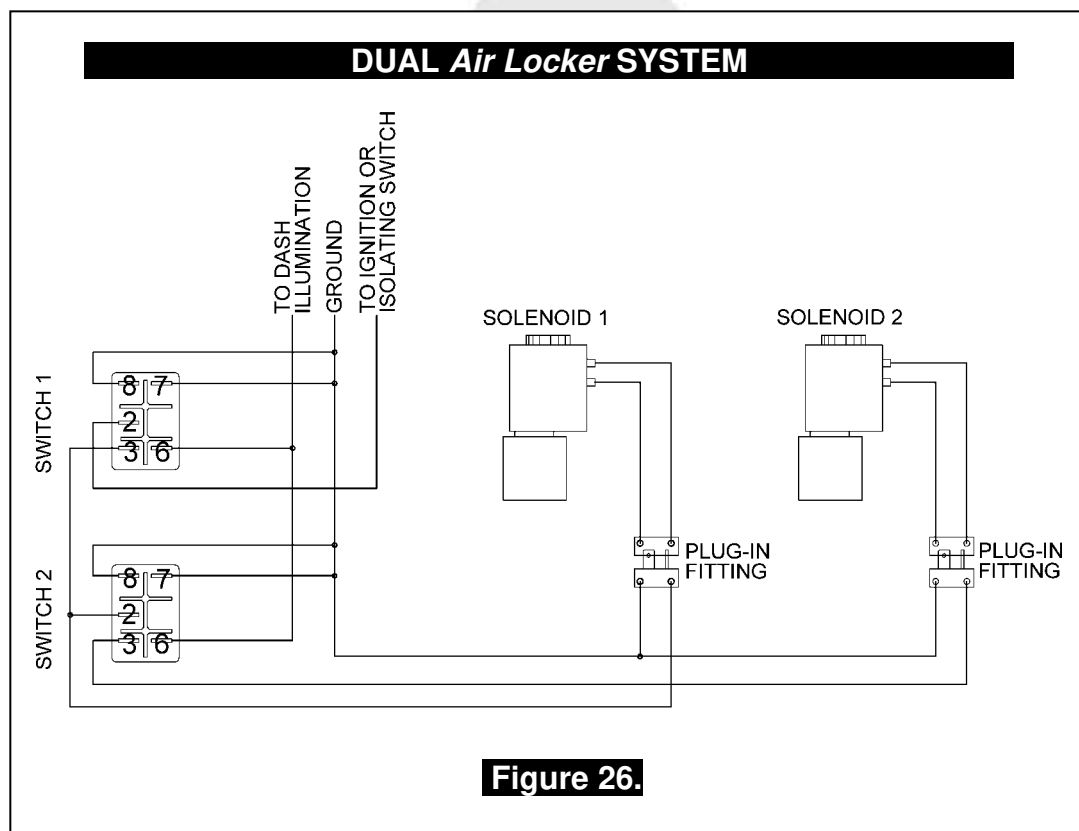 DUAL Air Locker SYSTEM
TO DASH
ILLUMINATION
GROUND
TO IGNITION OR
ISOLATING SWITCH
SOLENOID 1
SOLENOID 2
SWITCH 1
8 7
2
3 6
SWITCH 2
8 7
2
3 6
PLUG-IN
FITTING
PLUG-IN
FITTING
Figure 26.